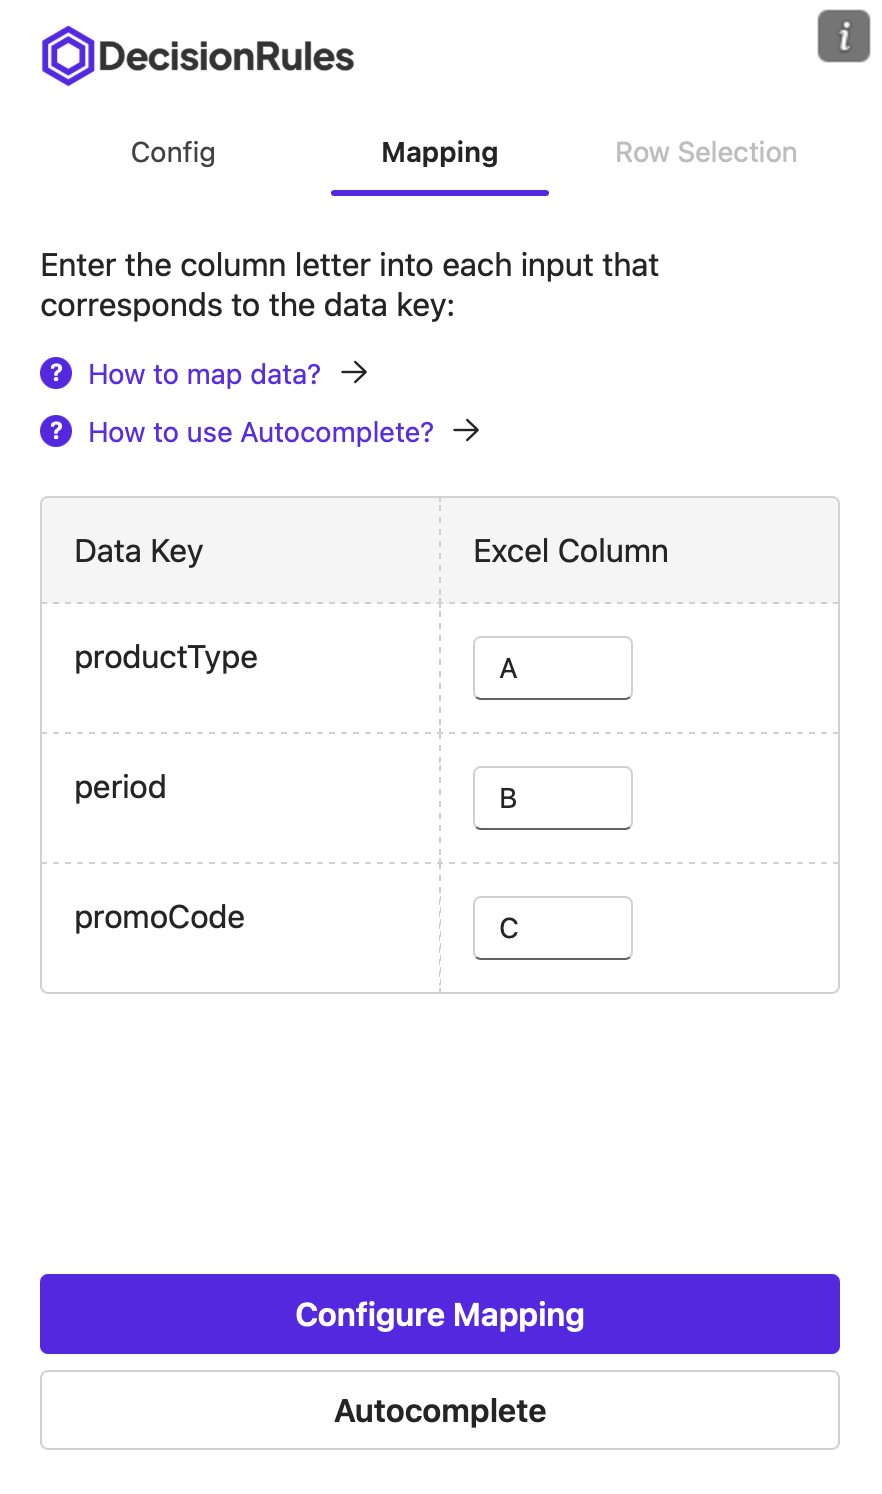 DecisionRules
i
Config
Mapping
Row Selection
Enter the column letter into each input that
corresponds to the data key:
? How to map data? →
? How to use Autocomplete? →
Data Key
Excel Column
productType
A
period
B
promoCode
C
Configure Mapping
Autocomplete